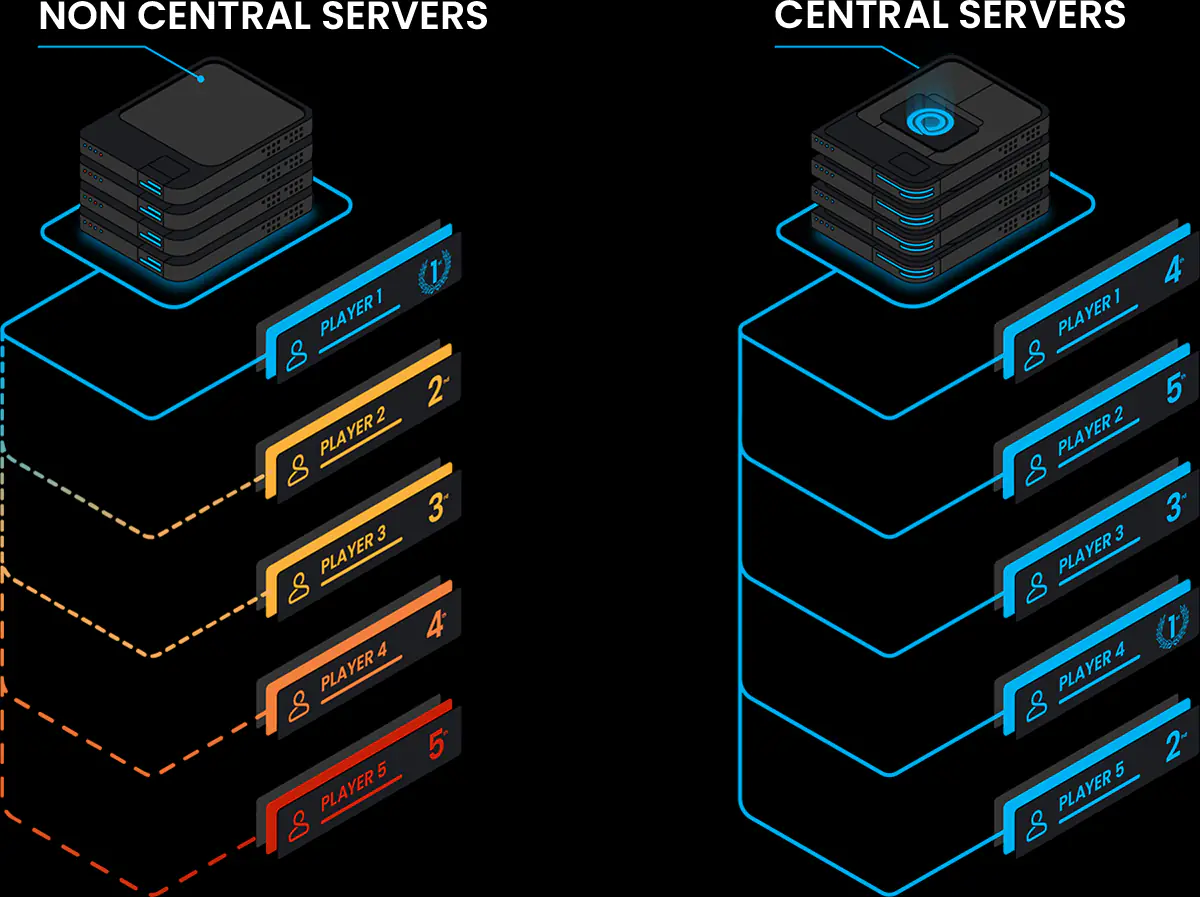 NON CENTRAL SERVERS
PLAYER 1 1st
PLAYER 2 2nd
PLAYER 3 3rd
PLAYER 4 4th
PLAYER 5 5th
CENTRAL SERVERS
PLAYER 1 4th
PLAYER 2 5th
PLAYER 3 3rd
PLAYER 4 1st
PLAYER 5 2nd